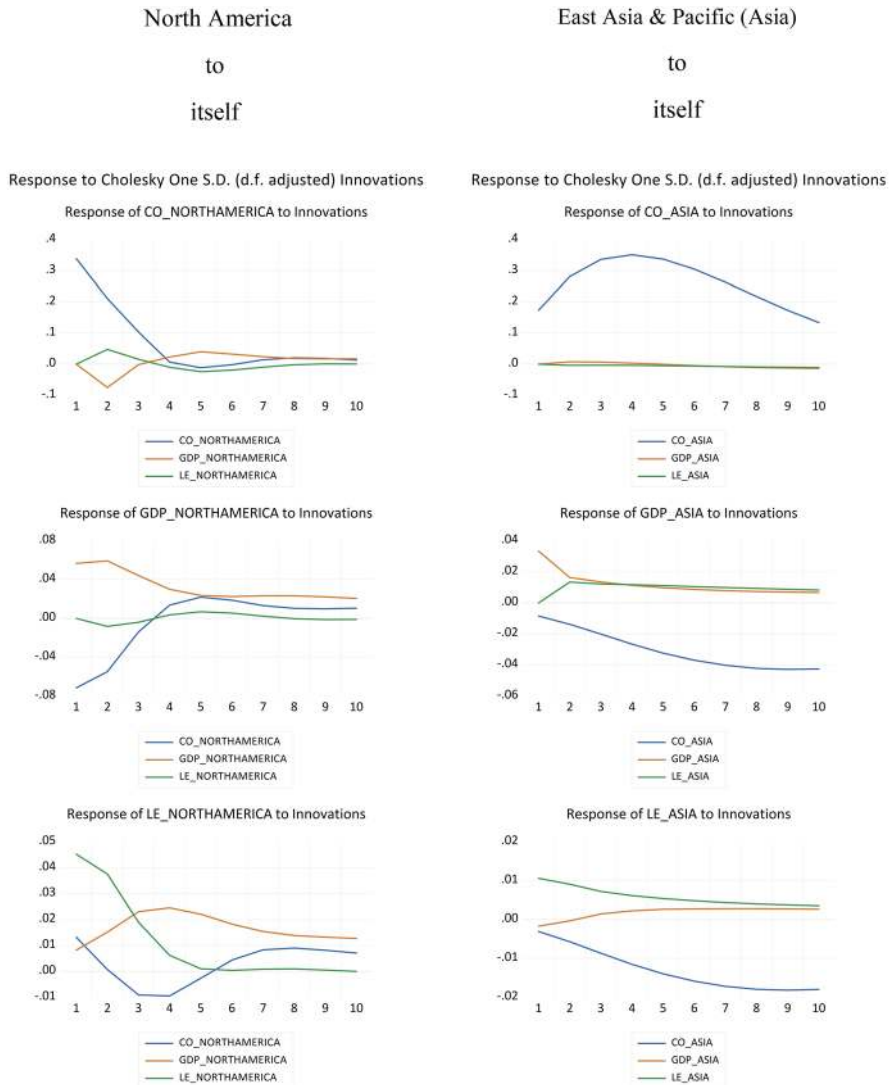 North America
to
itself
Response to Cholesky One S.D. (d.f. adjusted) Innovations
Response of CO_NORTHAMERICA to Innovations
.4
.3
.2
.1
.0
-.1
1 2 3 4 5 6 7 8 9 10
CO_NORTHAMERICA
GDP_NORTHAMERICA
LE_NORTHAMERICA
Response of GDP_NORTHAMERICA to Innovations
.08
.04
.00
-.04
-.08
1 2 3 4 5 6 7 8 9 10
CO_NORTHAMERICA
GDP_NORTHAMERICA
LE_NORTHAMERICA
Response of LE_NORTHAMERICA to Innovations
.05
.04
.03
.02
.01
.00
-.01
1 2 3 4 5 6 7 8 9 10
CO_NORTHAMERICA
GDP_NORTHAMERICA
LE_NORTHAMERICA
East Asia & Pacific (Asia)
to
itself
Response to Cholesky One S.D. (d.f. adjusted) Innovations
Response of CO_ASIA to Innovations
.4
.3
.2
.1
.0
-.1
1 2 3 4 5 6 7 8 9 10
CO_ASIA
GDP_ASIA
LE_ASIA
Response of GDP_ASIA to Innovations
.04
.02
.00
-.02
-.04
-.06
1 2 3 4 5 6 7 8 9 10
CO_ASIA
GDP_ASIA
LE_ASIA
Response of LE_ASIA to Innovations
.02
.01
.00
-.01
-.02
1 2 3 4 5 6 7 8 9 10
CO_ASIA
GDP_ASIA
LE_ASIA